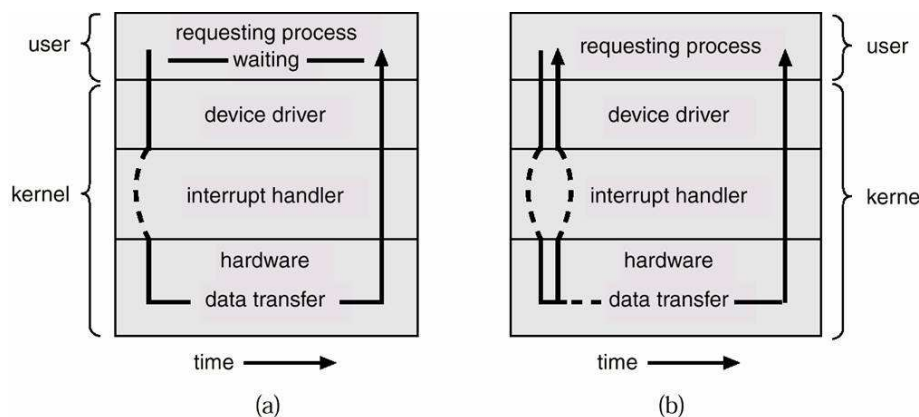 user
requesting process
waiting
device driver
kernel
interrupt handler
hardware
data transfer
time
(a)
requesting process
user
device driver
interrupt handler
kerne
hardware
data transfer
time
(b)